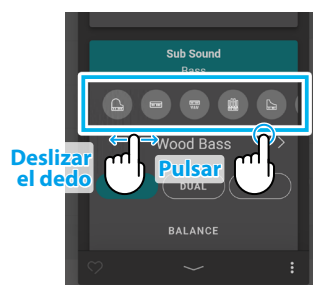 Sub Sound
Bass
Wood Bass
Deslizar
el dedo
Pulsar
DUAL
BALANCE